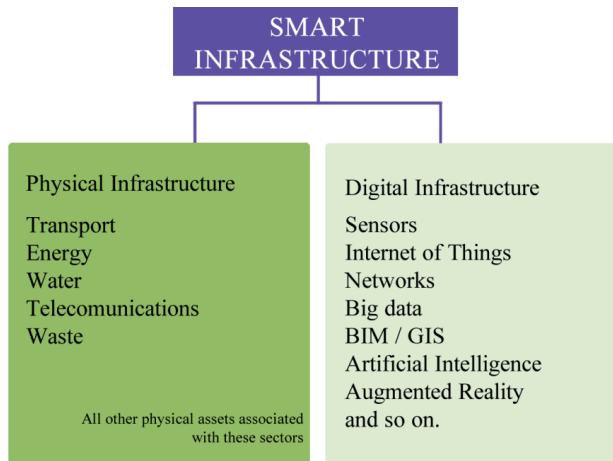 SMART
INFRASTRUCTURE
Physical Infrastructure
Transport
Energy
Water
Telecomunications
Waste
All other physical assets associated
with these sectors
Digital Infrastructure
Sensors
Internet of Things
Networks
Big data
BIM / GIS
Artificial Intelligence
Augmented Reality
and so on.